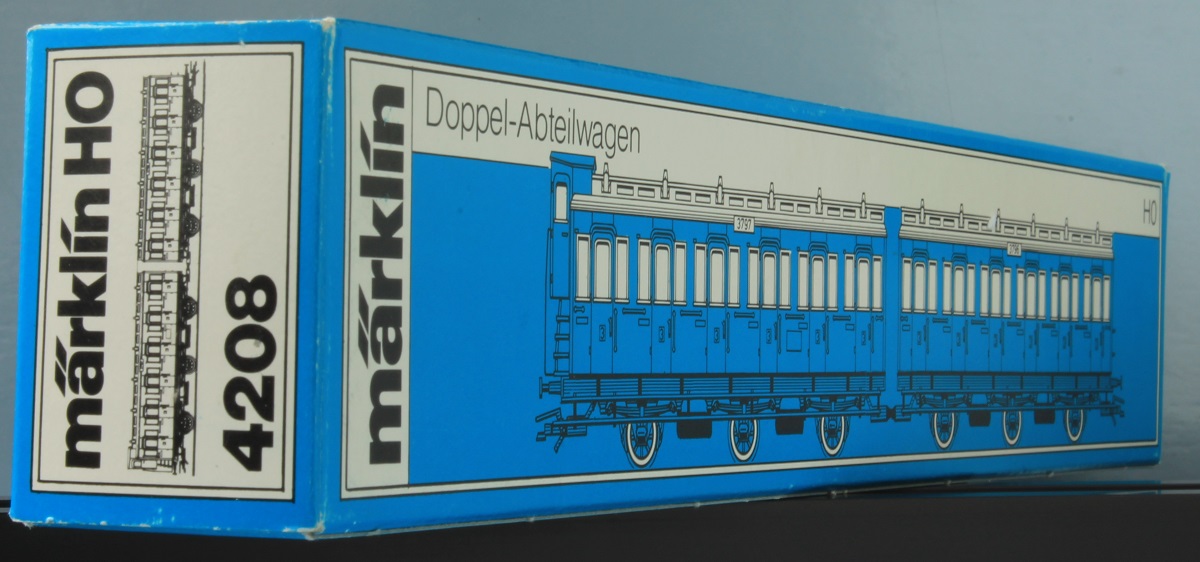 märklin HO
4208
märklin
Doppel-Abteilwagen
HO
3797